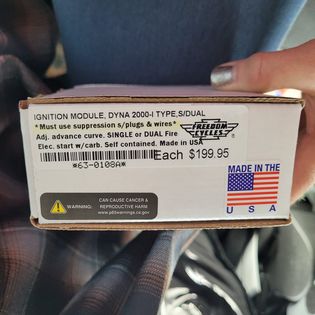 IGNITION MODULE, DYNA 2000-I TYPE,S/DUAL
*Must use suppression s/plugs & wires*
Adj. advance curve. SINGLE or DUAL Fire
Elec. start w/carb. Self contained. Made in USA
FREEDOM
CYCLES
Each $199.95
*63-0108A*
MADE IN THE
U S A
WARNING:
CAN CAUSE CANCER &
REPRODUCTIVE HARM
www.p65warnings.ca.gov